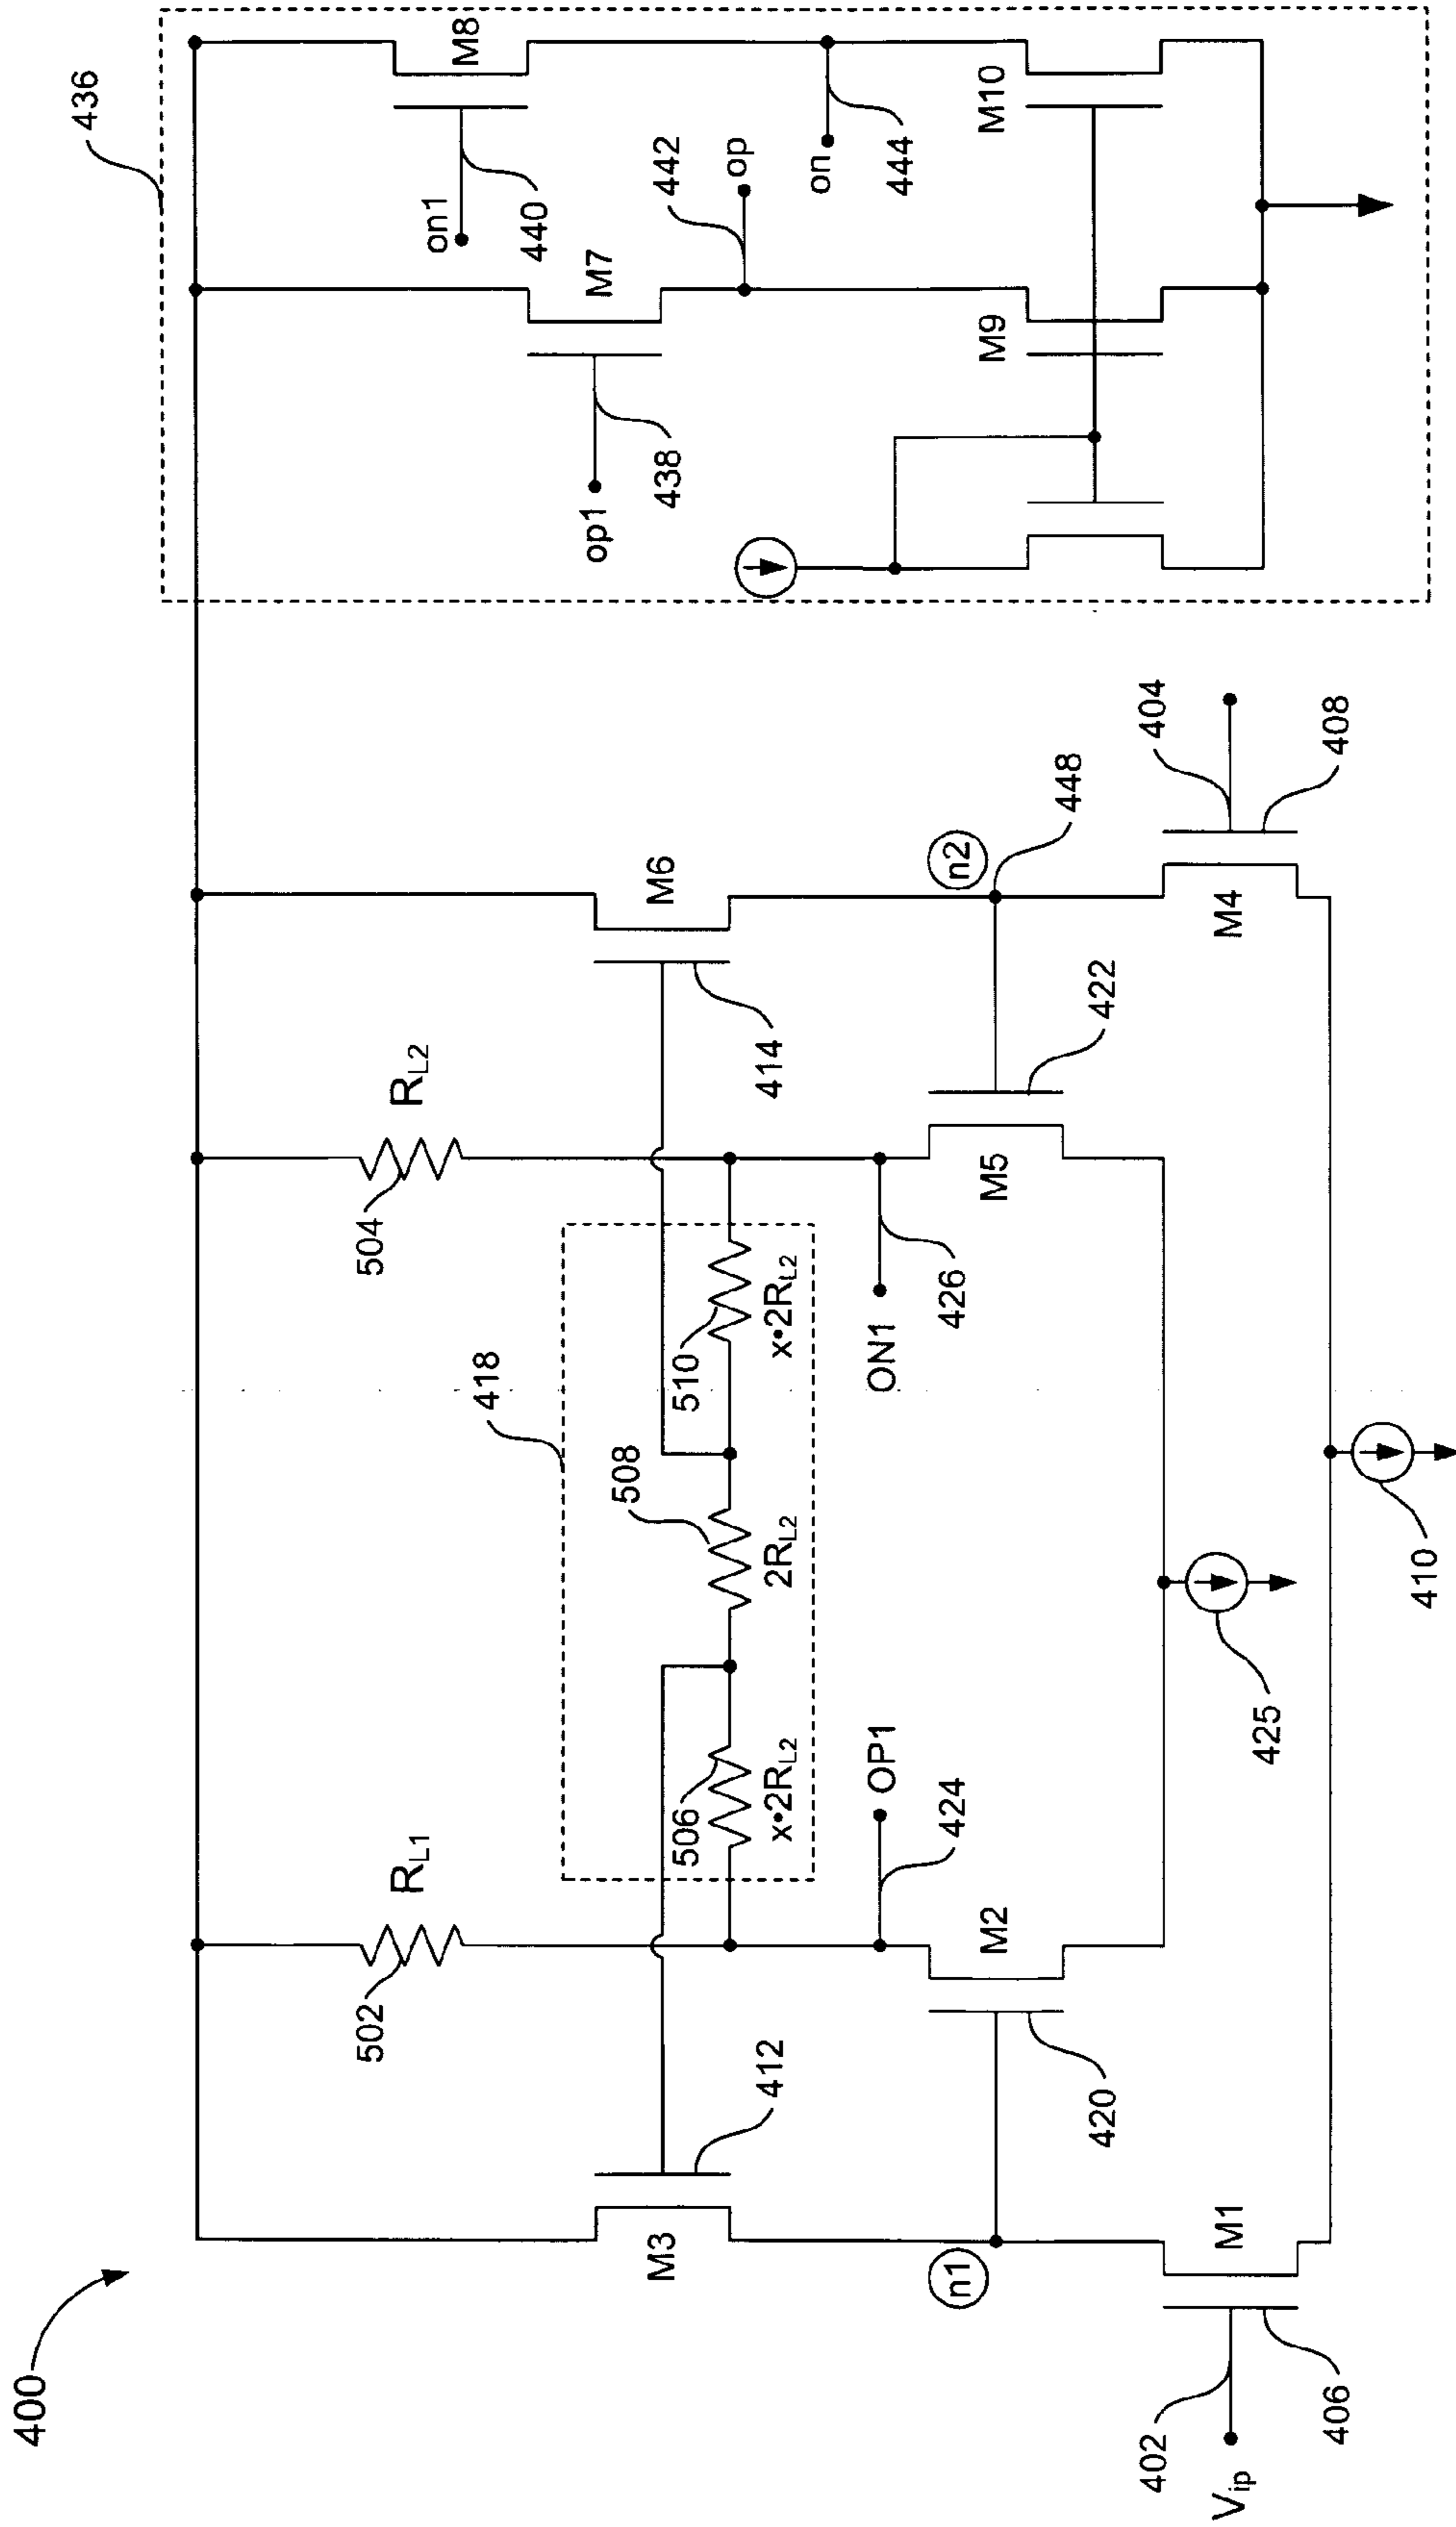 400
436
M8
on1
440
442
op
M7
on
444
op1
438
M9
M10
RL1
502
RL2
504
M3
412
418
506
x•2RL2
508
2RL2
510
x•2RL2
414
M6
OP1
424
ON1
426
n1
n2
448
M2
420
M5
422
425
Vip
402
406
M1
M4
404
408
410